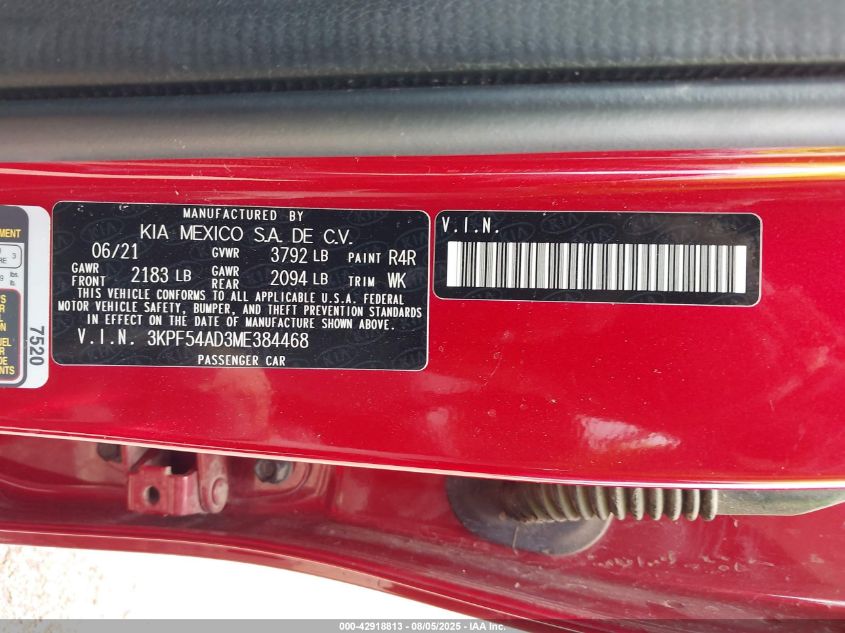 MANUFACTURED BY
KIA MEXICO S.A. DE C.V.
06/21 GVWR 3792 LB PAINT R4R
GAWR FRONT 2183 LB GAWR REAR 2094 LB TRIM WK
THIS VEHICLE CONFORMS TO ALL APPLICABLE U.S.A. FEDERAL
MOTOR VEHICLE SAFETY, BUMPER, AND THEFT PREVENTION STANDARDS
IN EFFECT ON THE DATE OF MANUFACTURE SHOWN ABOVE.
V.I.N. 3KPF54AD3ME384468
PASSENGER CAR
V.I.N.
7520
000-42918813 - 08/05/2025 - IAA Inc.